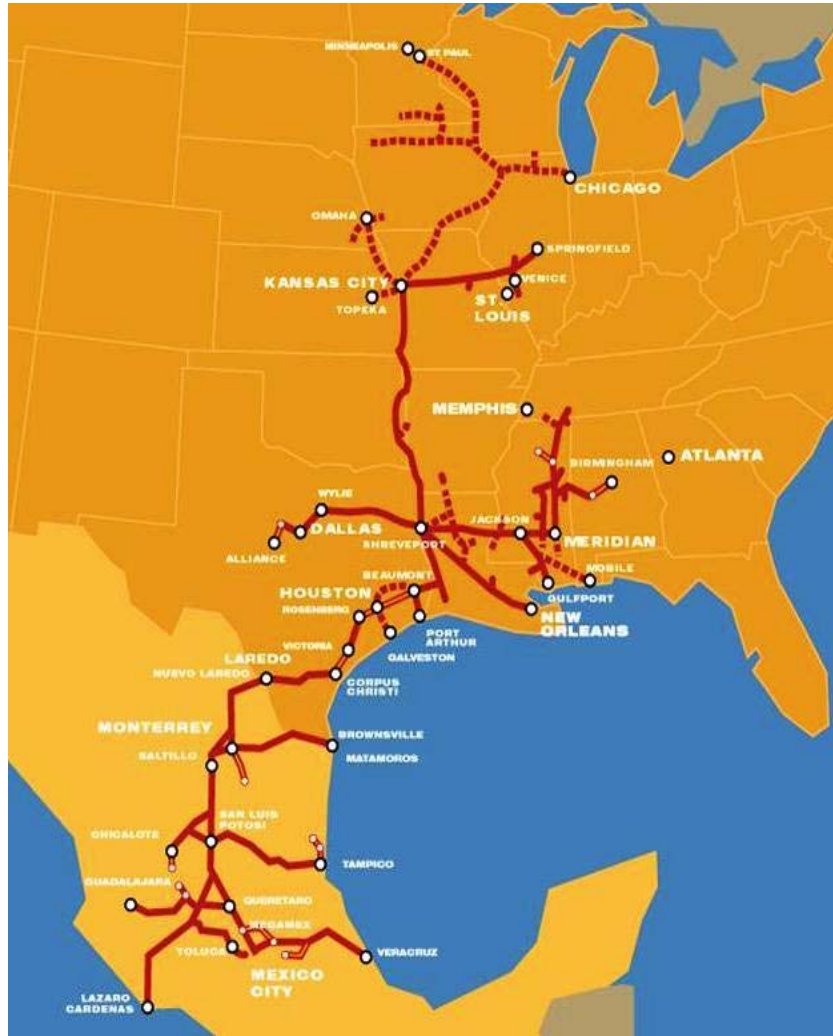 MINNEAPOLIS
ST PAUL
CHICAGO
OMAHA
SPRINGFIELD
KANSAS CITY
VENICE
TOPEKA
ST.
LOUIS
MEMPHIS
ATLANTA
BIRMINGHAM
WYLIE
DALLAS
JACKSON
SHREVEPORT
MERIDIAN
ALLIANCE
BEAUMONT
MOBILE
HOUSTON
GULFPORT
ROSENBERG
NEW
ORLEANS
PORT
ARTHUR
VICTORIA
GALVESTON
LAREDO
NUEVO LAREDO
CORPUS
CHRISTI
MONTERREY
BROWNSVILLE
SALTILLO
MATAMOROS
SAN LUIS
POTOSI
CHICALOTE
TAMPICO
GUADALAJARA
QUERETARO
TOLUCA
VERACRUZ
MEXICO
CITY
LAZARO
CARDENAS